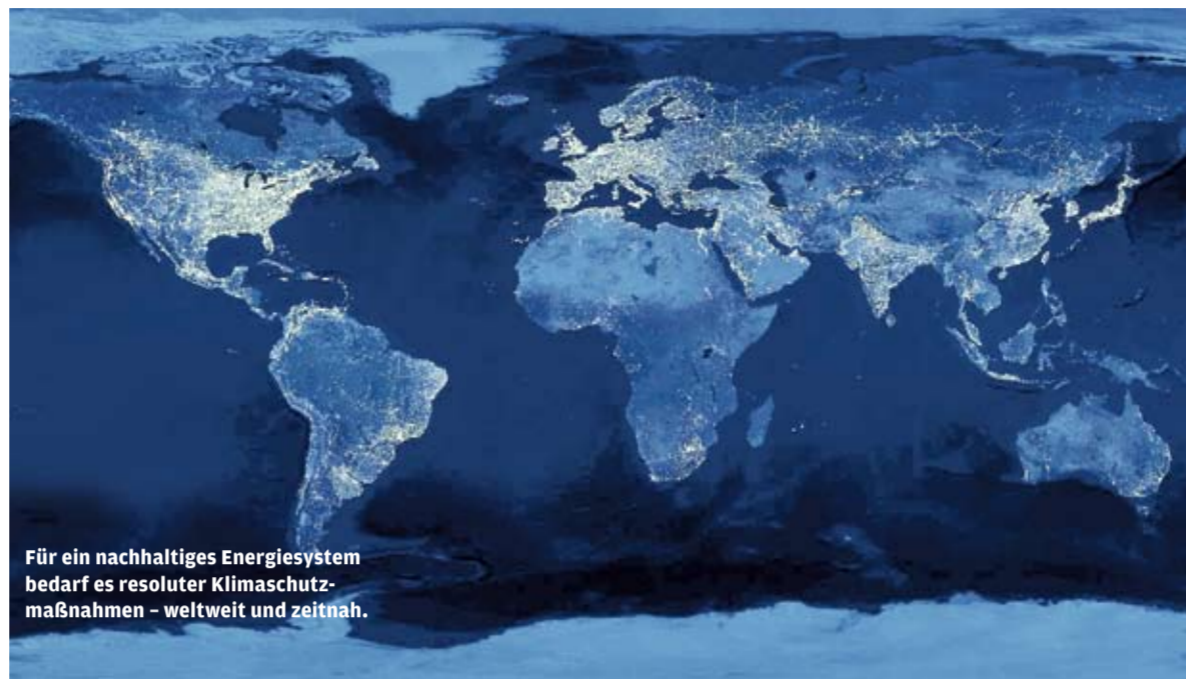 Für ein nachhaltiges Energiesystem
bedarf es resoluter Klimaschutz-
maßnahmen – weltweit und zeitnah.